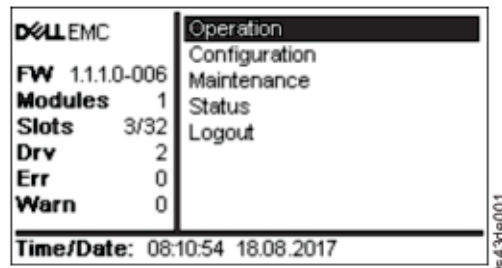 DELL EMC
FW 1.1.1.0-006
Modules 1
Slots 3/32
Drv 2
Err 0
Warn 0
Operation
Configuration
Maintenance
Status
Logout
Time/Date: 08:10:54 18.08.2017